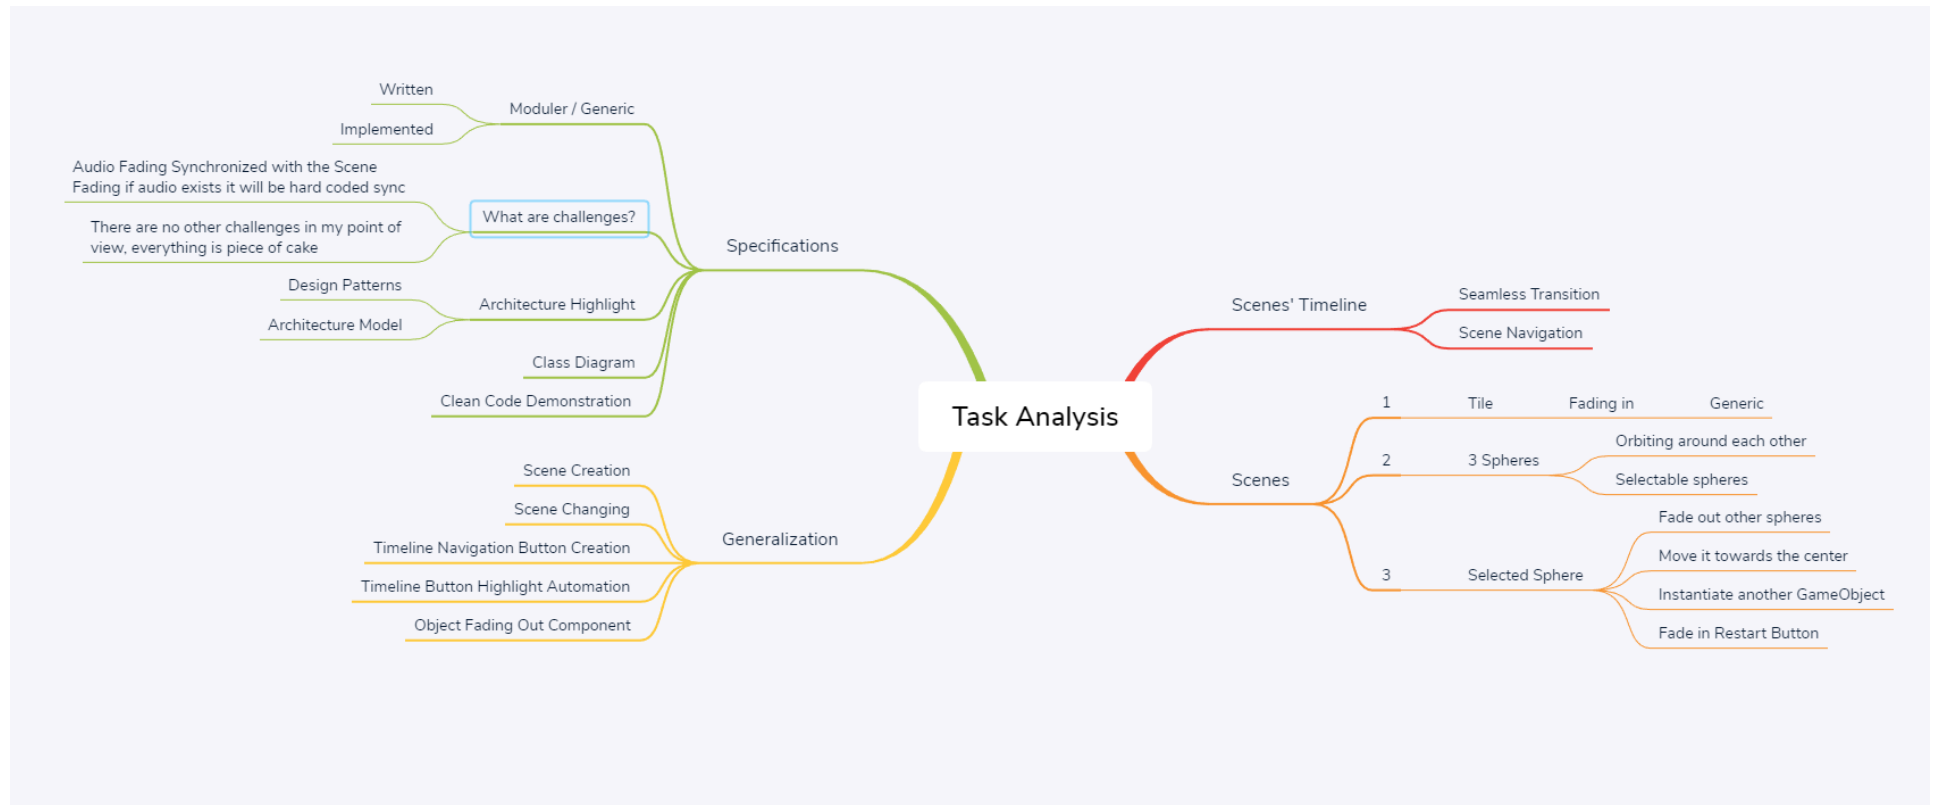 Written
Moduler / Generic
Implemented
Audio Fading Synchronized with the Scene
Fading if audio exists it will be hard coded sync
What are challenges?
There are no other challenges in my point of
view, everything is piece of cake
Specifications
Design Patterns
Architecture Highlight
Architecture Model
Class Diagram
Clean Code Demonstration
Scene Creation
Scene Changing
Timeline Navigation Button Creation
Generalization
Timeline Button Highlight Automation
Object Fading Out Component
Task Analysis
Scenes' Timeline
Seamless Transition
Scene Navigation
Scenes
1 Tile Fading in Generic
2 3 Spheres
Orbiting around each other
Selectable spheres
3 Selected Sphere
Fade out other spheres
Move it towards the center
Instantiate another GameObject
Fade in Restart Button